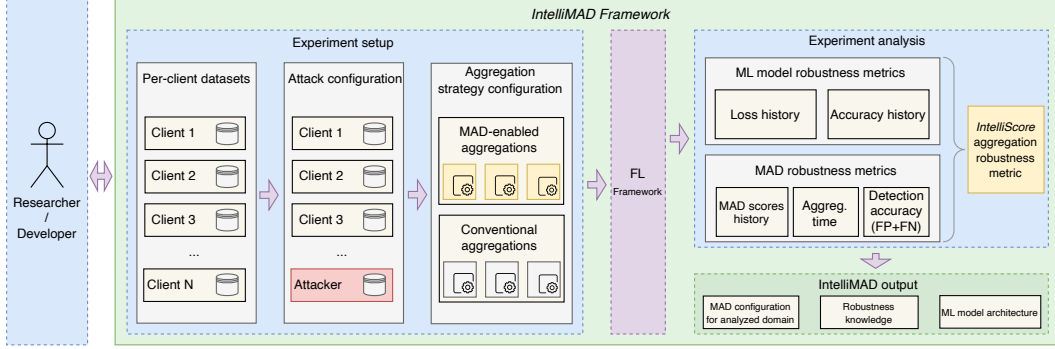 IntelliMAD Framework
Researcher
/
Developer
Experiment setup
Per-client datasets
Client 1
Client 2
Client 3
...
Client N
Attack configuration
Client 1
Client 2
Client 3
...
Attacker
Aggregation
strategy configuration
MAD-enabled
aggregations
Conventional
aggregations
FL
Framework
Experiment analysis
ML model robustness metrics
Loss history
Accuracy history
MAD robustness metrics
MAD scores
history
Aggreg.
time
Detection
accuracy
(FP+FN)
IntelliScore
aggregation
robustness
metric
IntelliMAD output
MAD configuration
for analyzed domain
Robustness
knowledge
ML model architecture